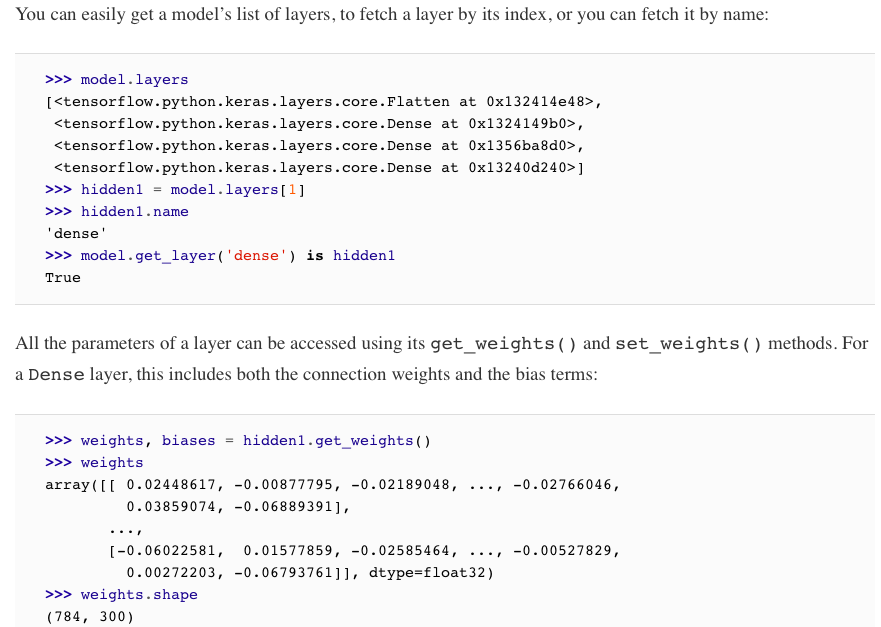 You can easily get a model’s list of layers, to fetch a layer by its index, or you can fetch it by name:
>>> model.layers
[<tensorflow.python.keras.layers.core.Flatten at 0x132414e48>,
 <tensorflow.python.keras.layers.core.Dense at 0x1324149b0>,
 <tensorflow.python.keras.layers.core.Dense at 0x1356ba8d0>,
 <tensorflow.python.keras.layers.core.Dense at 0x13240d240>]
>>> hidden1 = model.layers[1]
>>> hidden1.name
'dense'
>>> model.get_layer('dense') is hidden1
True
All the parameters of a layer can be accessed using its get_weights() and set_weights() methods. For
a Dense layer, this includes both the connection weights and the bias terms:
>>> weights, biases = hidden1.get_weights()
>>> weights
array([[ 0.02448617, -0.00877795, -0.02189048, ..., -0.02766046,
         0.03859074, -0.06889391],
       ...,
       [-0.06022581,  0.01577859, -0.02585464, ..., -0.00527829,
         0.00272203, -0.06793761]], dtype=float32)
>>> weights.shape
(784, 300)